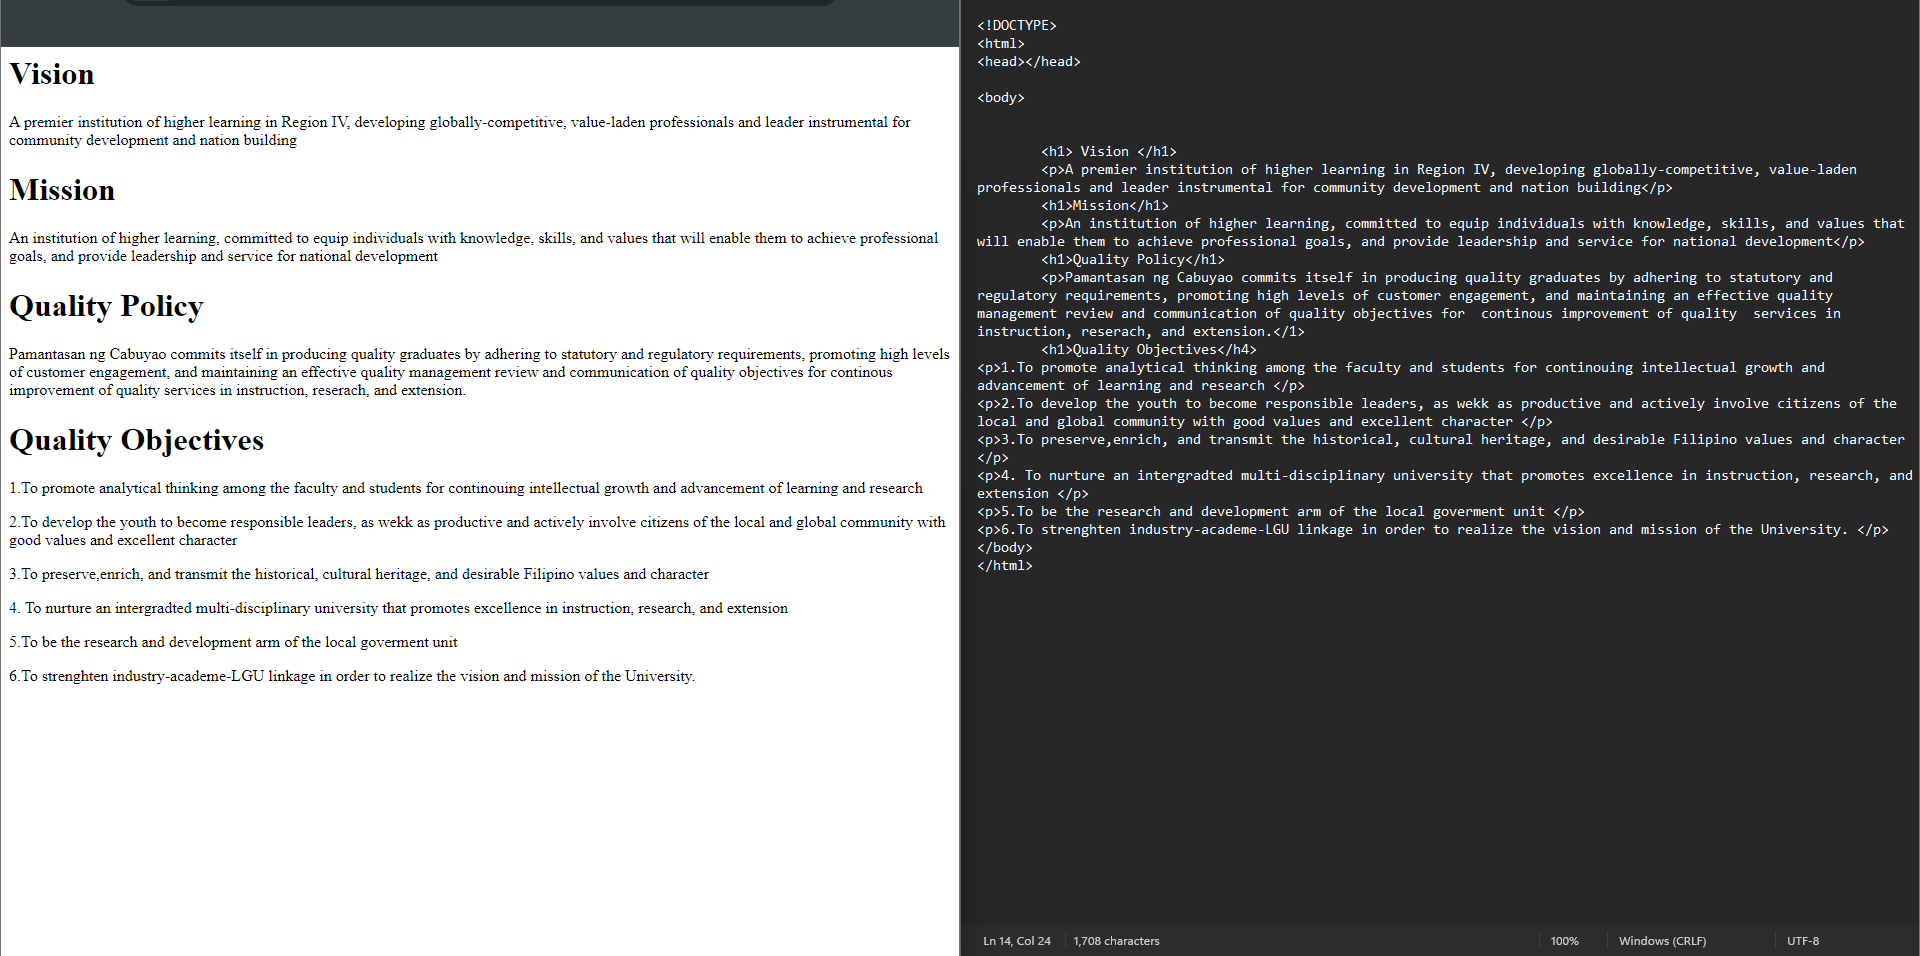 Vision
A premier institution of higher learning in Region IV, developing globally-competitive, value-laden professionals and leader instrumental for
community development and nation building
Mission
An institution of higher learning, committed to equip individuals with knowledge, skills, and values that will enable them to achieve professional
goals, and provide leadership and service for national development
Quality Policy
Pamantasan ng Cabuyao commits itself in producing quality graduates by adhering to statutory and regulatory requirements, promoting high levels
of customer engagement, and maintaining an effective quality management review and communication of quality objectives for continous
improvement of quality services in instruction, reserach, and extension.
Quality Objectives
1.To promote analytical thinking among the faculty and students for continouing intellectual growth and advancement of learning and research
2.To develop the youth to become responsible leaders, as wekk as productive and actively involve citizens of the local and global community with
good values and excellent character
3.To preserve,enrich, and transmit the historical, cultural heritage, and desirable Filipino values and character
4. To nurture an intergradted multi-disciplinary university that promotes excellence in instruction, research, and extension
5.To be the research and development arm of the local goverment unit
6.To strenghten industry-academe-LGU linkage in order to realize the vision and mission of the University.
<!DOCTYPE>
<html>
<head></head>
<body>
<h1> Vision </h1>
<p>A premier institution of higher learning in Region IV, developing globally-competitive, value-laden
professionals and leader instrumental for community development and nation building</p>
<h1>Mission</h1>
<p>An institution of higher learning, committed to equip individuals with knowledge, skills, and values that
will enable them to achieve professional goals, and provide leadership and service for national development</p>
<h1>Quality Policy</h1>
<p>Pamantasan ng Cabuyao commits itself in producing quality graduates by adhering to statutory and
regulatory requirements, promoting high levels of customer engagement, and maintaining an effective quality
management review and communication of quality objectives for  continous improvement of quality  services in
instruction, reserach, and extension.</1>
<h1>Quality Objectives</h4>
<p>1.To promote analytical thinking among the faculty and students for continouing intellectual growth and
advancement of learning and research </p>
<p>2.To develop the youth to become responsible leaders, as wekk as productive and actively involve citizens of the
local and global community with good values and excellent character </p>
<p>3.To preserve,enrich, and transmit the historical, cultural heritage, and desirable Filipino values and character
</p>
<p>4. To nurture an intergradted multi-disciplinary university that promotes excellence in instruction, research, and
extension </p>
<p>5.To be the research and development arm of the local goverment unit </p>
<p>6.To strenghten industry-academe-LGU linkage in order to realize the vision and mission of the University. </p>
</body>
</html>
Ln 14, Col 24 1,708 characters 100% Windows (CRLF) UTF-8